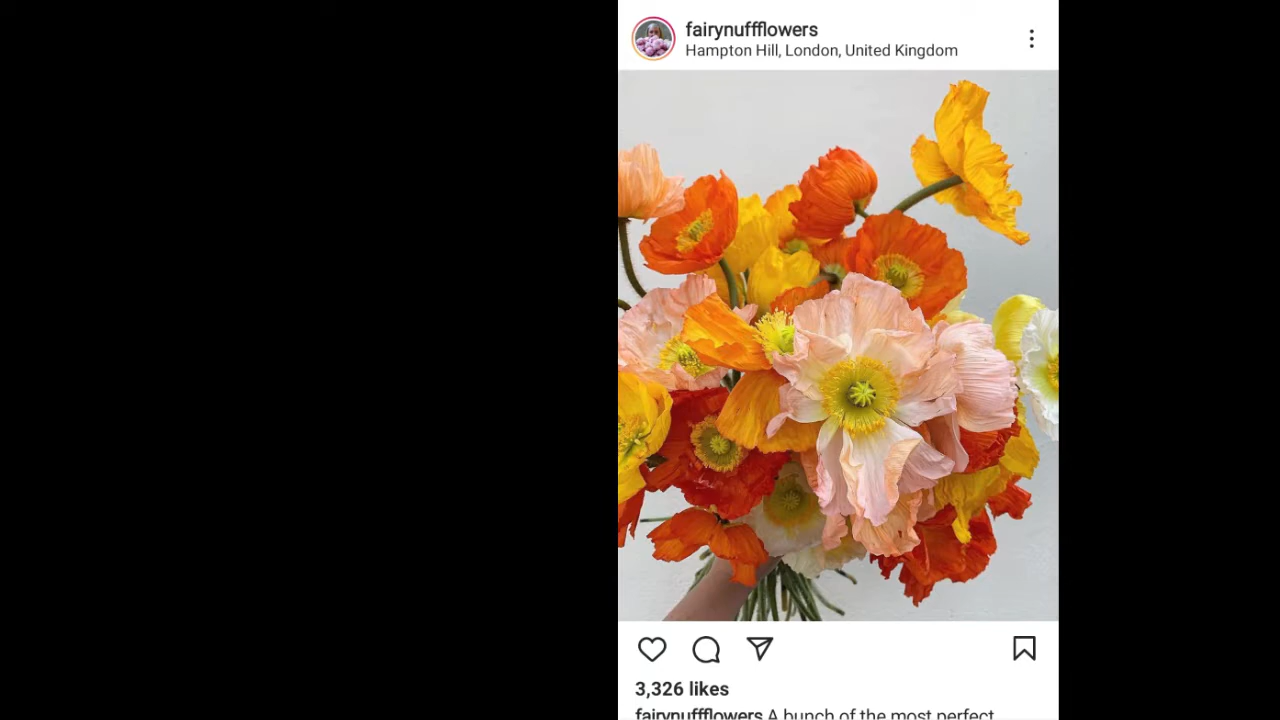 fairynuffflowers
Hampton Hill, London, United Kingdom
3,326 likes
fairynuffflowers A bunch of the most perfect